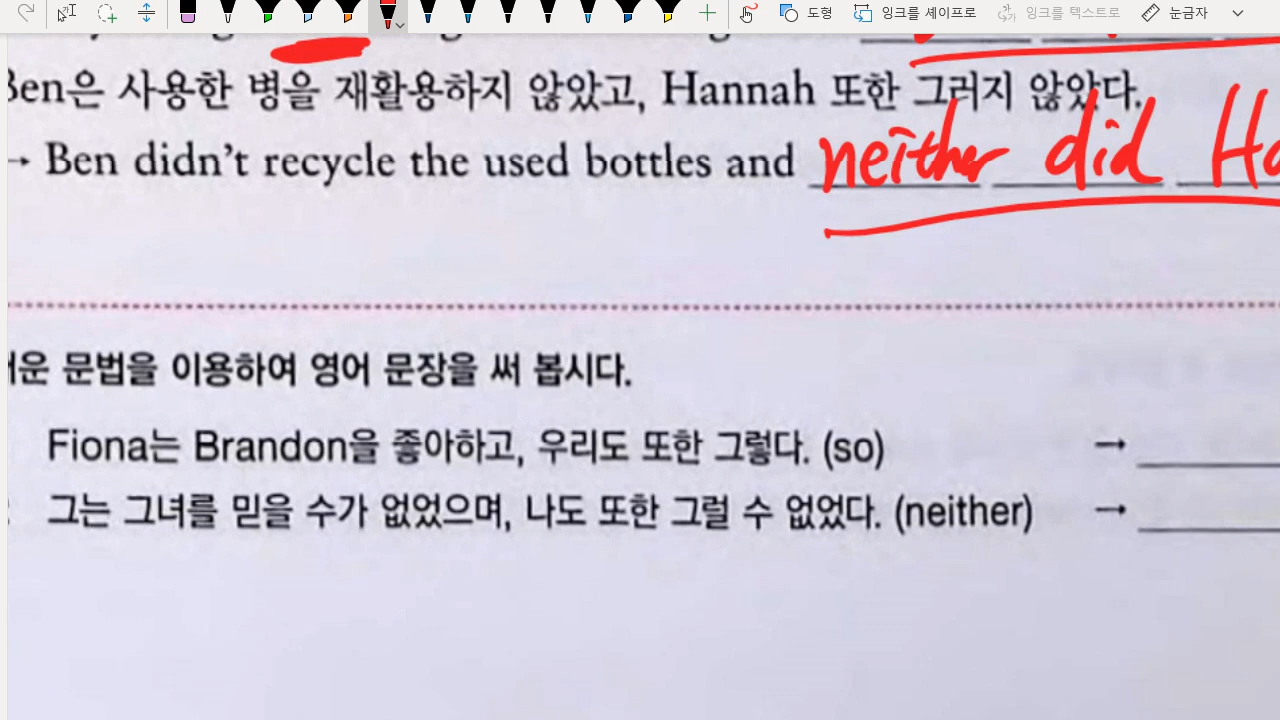 잉크를 셰이프로 도형 잉크를 텍스트로 눈금자
Ben은 사용한 병을 재활용하지 않았고, Hannah 또한 그러지 않았다.
→ Ben didn't recycle the used bottles and neither did
문법을 이용하여 영어 문장을 써 봅시다.
Fiona는 Brandon을 좋아하고, 우리도 또한 그렇다. (so) →
그는 그녀를 믿을 수가 없었으며, 나도 또한 그럴 수 없었다. (neither) →